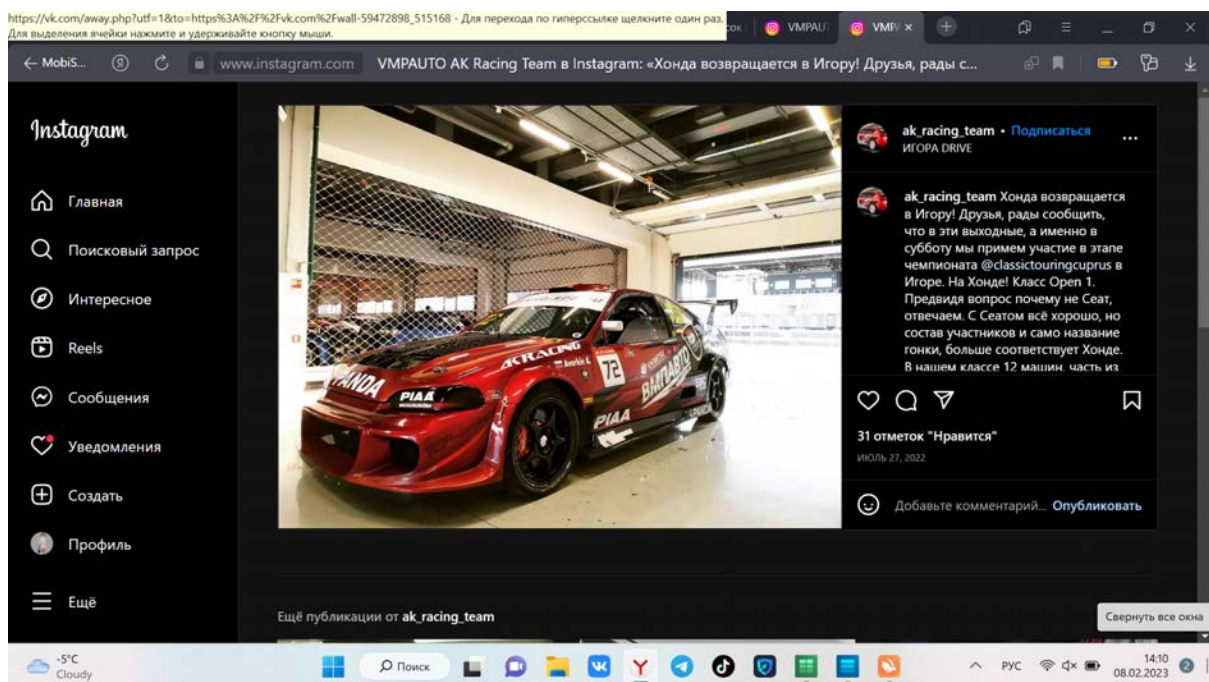 https://vk.com/away.php?utf=1&to=https%3A%2F%2Fvk.com%2Fwall-59472898_515168 - Для перехода по гиперссылке щелкните один раз.
Для выделения ячейки нажмите и удерживайте кнопку мыши.
VMPAU
VMP
MobiS...
www.instagram.com
VMPAUTO AK Racing Team в Instagram: «Хонда возвращается в Игору! Друзья, рады с...
Instagram
Главная
Поисковый запрос
Интересное
Reels
Сообщения
Уведомления
Создать
Профиль
Ещё
PANDA
PIAA
AKRACING
Averkin A.
72
ВМПАВТО
PIAA
PANDA
ak_racing_team • Подписаться
ИГОРА DRIVE
ak_racing_team Хонда возвращается
в Игору! Друзья, рады сообщить,
что в эти выходные, а именно в
субботу мы примем участие в этапе
чемпионата @classictouringcuprus в
Игоре. На Хонде! Класс Open 1.
Предвидя вопрос почему не Сеат,
отвечаем. С Сеатом всё хорошо, но
состав участников и само название
гонки, больше соответствует Хонде.
В нашем классе 12 машин, часть из
31 отметок "Нравится"
ИЮЛЬ 27, 2022
Добавьте комментарий... Опубликовать
Ещё публикации от ak_racing_team
Свернуть все окна
-5°C
Cloudy
Поиск
РУС
14:10
08.02.2023
2